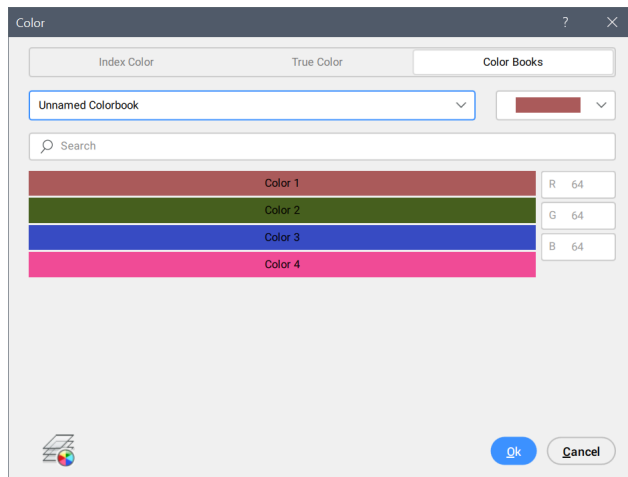 Color ?
Index Color True Color Color Books
Unnamed Colorbook
Search
Color 1 R 64
Color 2 G 64
Color 3 B 64
Color 4
Ok Cancel